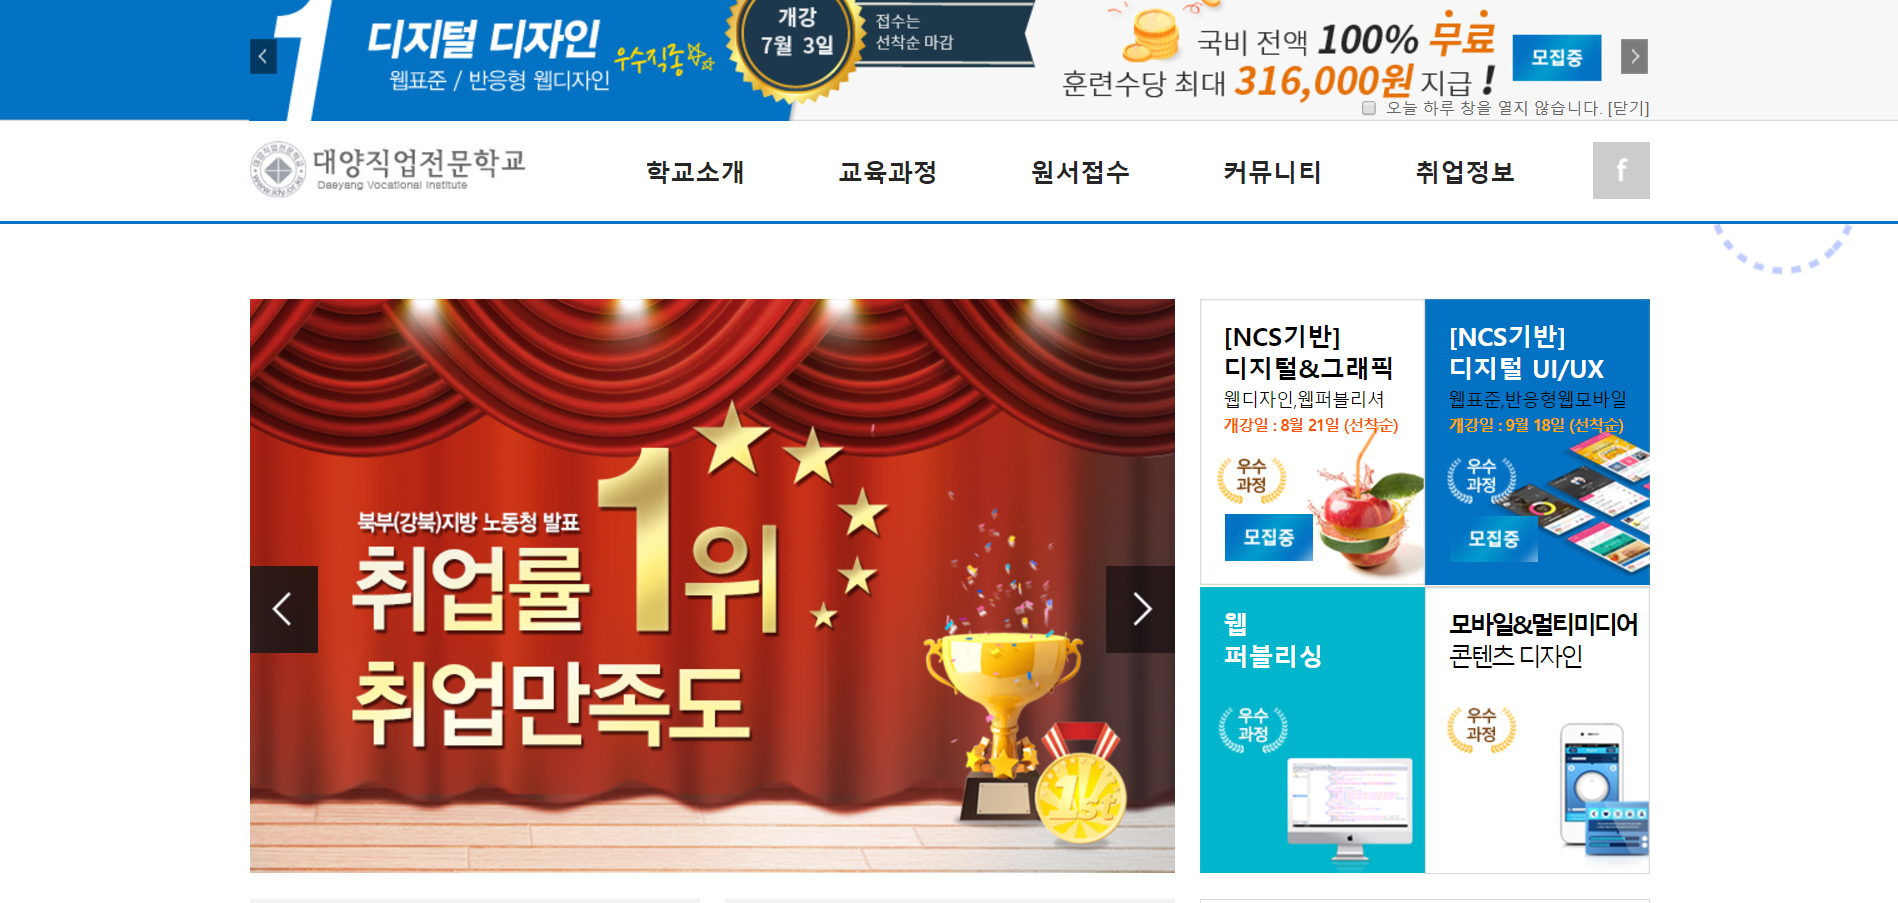 1
디지털 디자인
웹표준 / 반응형 웹디자인
우수직종
개강
7월 3일
접수는
선착순 마감
국비 전액 100% 무료
훈련수당 최대 316,000원 지급 !
모집중
오늘 하루 창을 열지 않습니다. [닫기]
대양직업전문학교
Daeyang Vocational Institute
학교소개
교육과정
원서접수
커뮤니티
취업정보
f
북부(강북)지방 노동청 발표
취업률 1위
취업만족도
1st
[NCS기반]
디지털&그래픽
웹디자인,웹퍼블리셔
개강일 : 8월 21일 (선착순)
우수
과정
모집중
[NCS기반]
디지털 UI/UX
웹표준,반응형웹모바일
개강일 : 9월 18일 (선착순)
우수
과정
모집중
웹
퍼블리싱
우수
과정
모바일&멀티미디어
콘텐츠 디자인
우수
과정